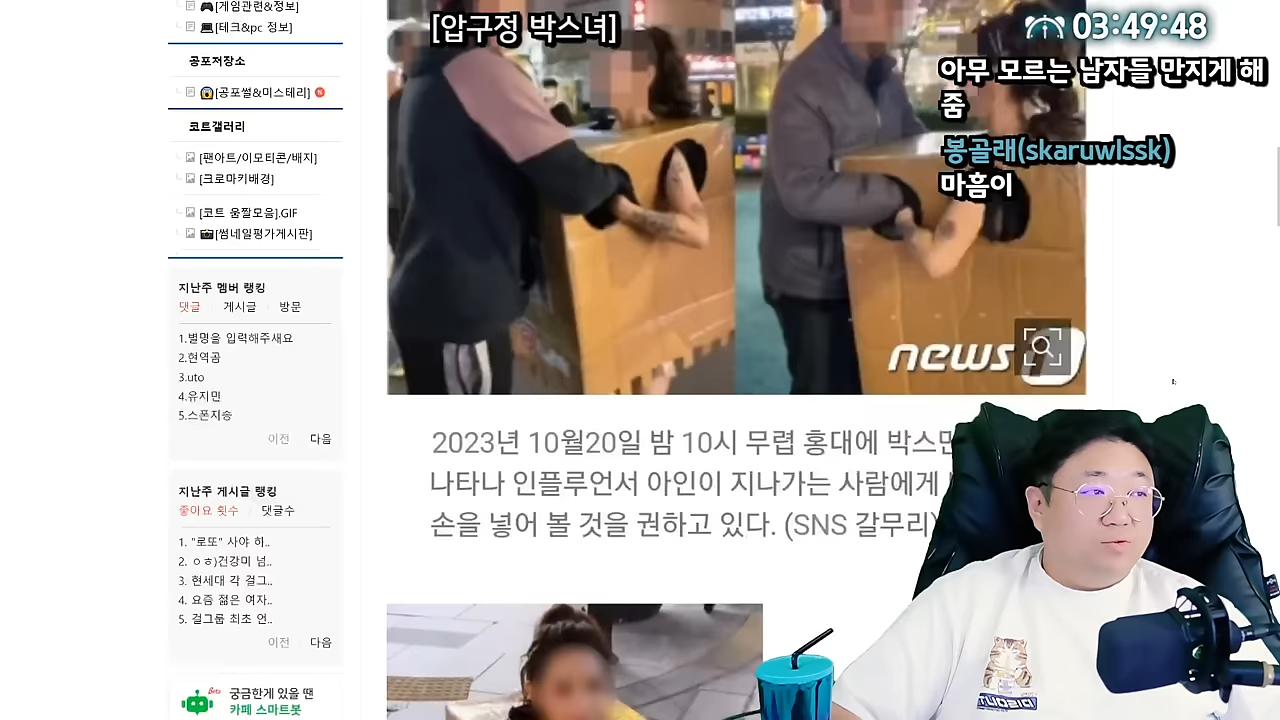 [게임관련&정보]
[테크&pc 정보]
공포저장소
[공포썰&미스테리] N
코트갤러리
[팬아트/이모티콘/배지]
[크로마키배경]
[코트 움짤모음].GIF
[썸네일평가게시판]
지난주 멤버 랭킹
댓글 게시글 방문
1.별명을 입력해주새요
2.현역곰
3.uto
4.유지민
5.스폰지송
이전 다음
지난주 게시글 랭킹
좋아요 횟수 댓글수
1. "로또" 사야 히..
2. ㅇㅎ)건강미 넘..
3. 현세대 각 걸그..
4. 요즘 젊은 여자..
5. 걸그룹 최초 언..
이전 다음
Beta 궁금한게 있을 땐
카페 스마트봇
[압구정 박스녀]
news1
2023년 10월20일 밤 10시 무렵 홍대에 박스만
나타나 인플루언서 아인이 지나가는 사람에게
손을 넣어 볼 것을 권하고 있다. (SNS 갈무리)
03:49:48
아무 모르는 남자들 만지게 해
줌
봉골래(skaruwlssk)
마흠이